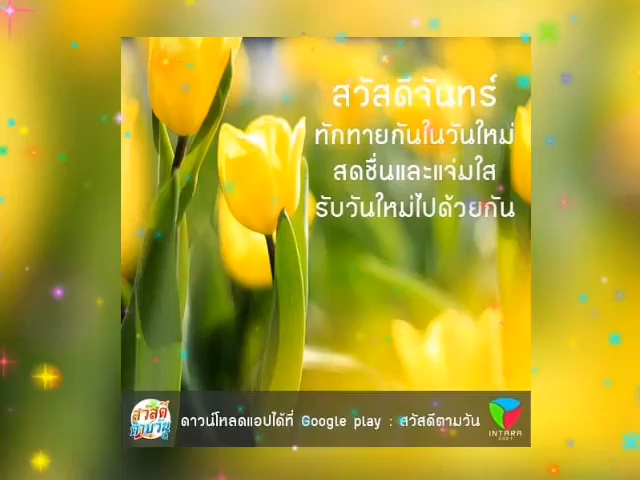 สวัสดีจันทร์
ทักทายกันในวันใหม่
สดชื่นและแจ่มใส
รับวันใหม่ไปด้วยกัน
สวัสดี
ตามวัน
ดาวน์โหลดแอปได้ที่ Google play : สวัสดีตามวัน
INTARA
SOFT